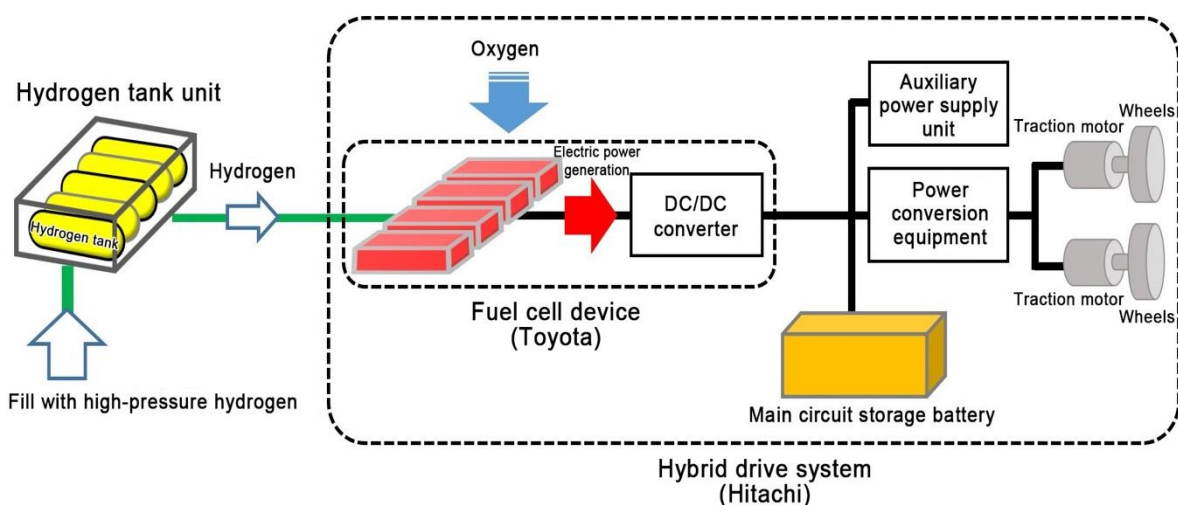 Oxygen
Hydrogen tank unit
Hydrogen tank
Hydrogen
Fill with high-pressure hydrogen
Electric power
generation
DC/DC
converter
Fuel cell device
(Toyota)
Auxiliary
power supply
unit
Power
conversion
equipment
Traction motor
Wheels
Traction motor
Wheels
Main circuit storage battery
Hybrid drive system
(Hitachi)